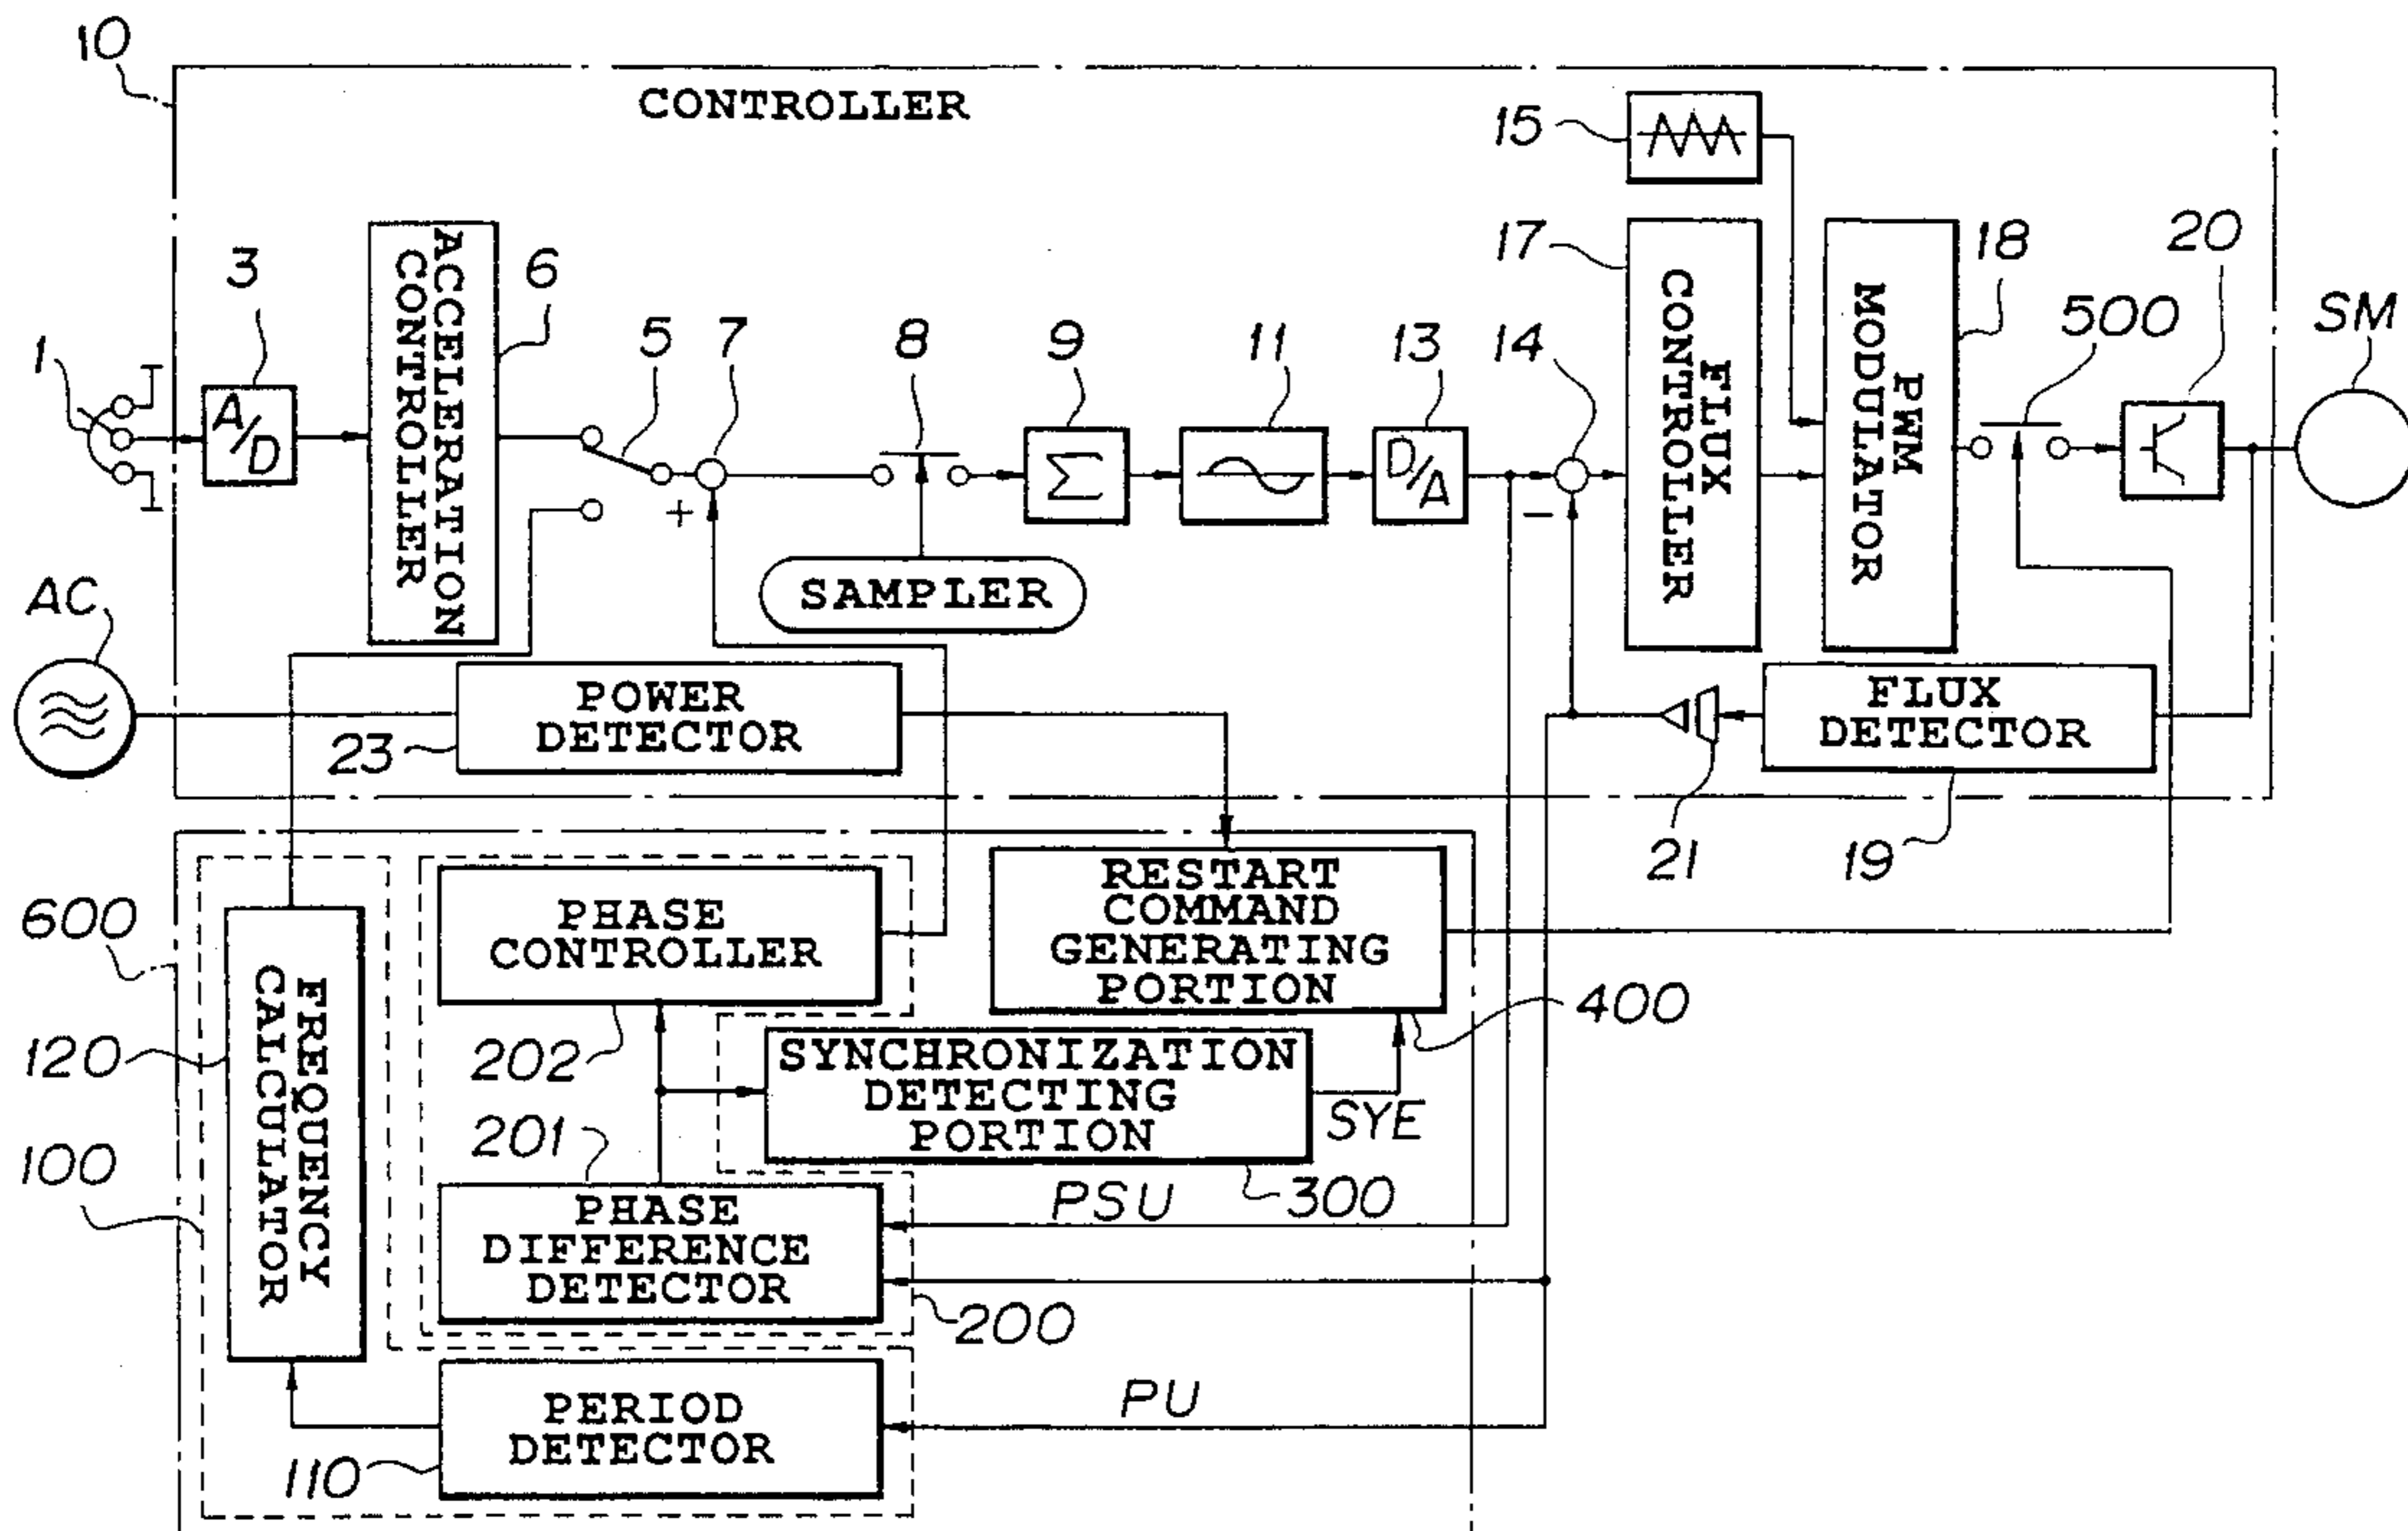 10
CONTROLLER
15
17
18
20
3
6
5
7
8
9
11
13
14
500
SM
1
A/D
ACCELERATION
CONTROLLER
Σ
D/A
FLUX
CONTROLLER
PWM
MODULATOR
+
−
SAMPLER
AC
POWER
DETECTOR
23
FLUX
DETECTOR
21
19
600
PHASE
CONTROLLER
RESTART
COMMAND
GENERATING
PORTION
400
FREQUENCY
CALCULATOR
120
202
SYNCHRONIZATION
DETECTING
PORTION
SYE
201
100
300
PSU
PHASE
DIFFERENCE
DETECTOR
200
PERIOD
DETECTOR
PU
110